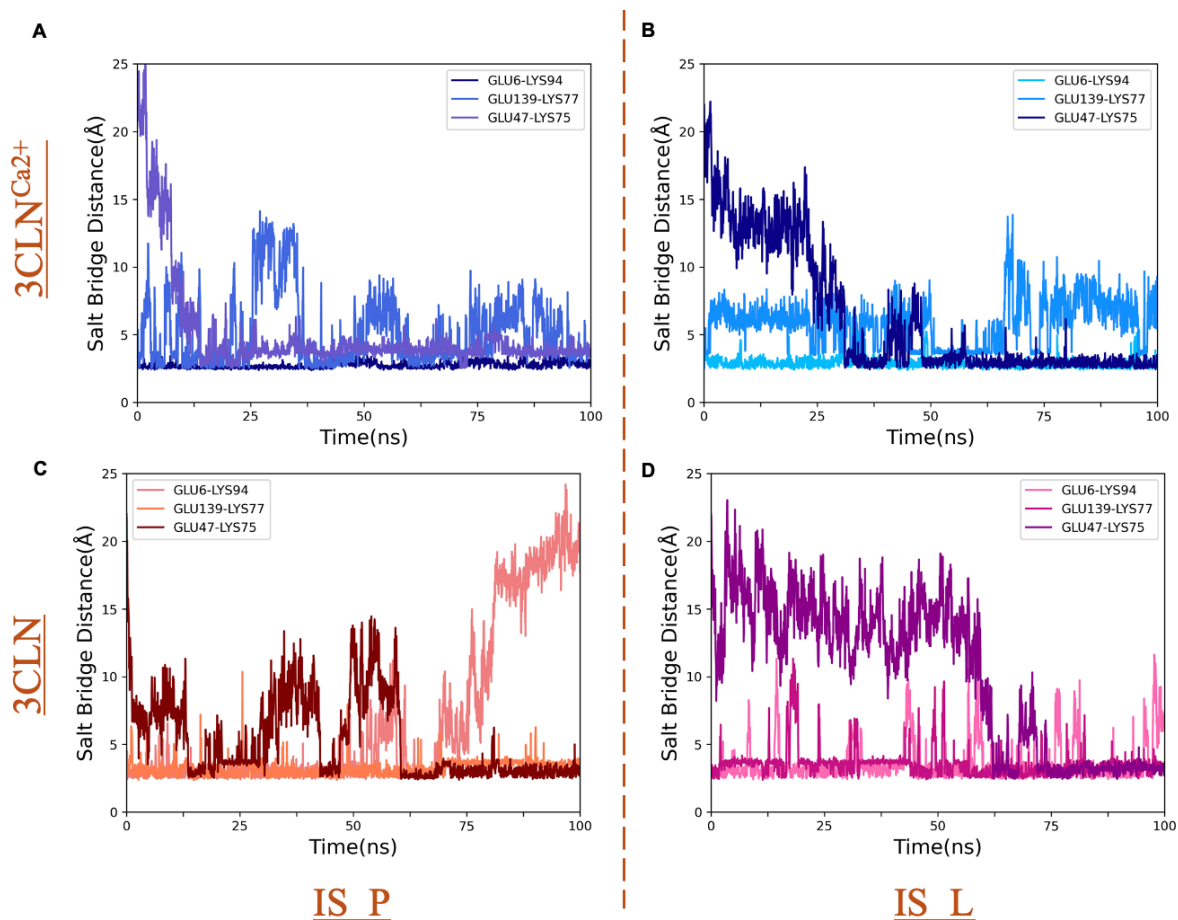 A
B
3CLN^Ca2+
Salt Bridge Distance(Å)
25
20
15
10
5
0
GLU6-LYS94
GLU139-LYS77
GLU47-LYS75
0
25
50
75
100
Time(ns)
Salt Bridge Distance(Å)
25
20
15
10
5
0
GLU6-LYS94
GLU139-LYS77
GLU47-LYS75
0
25
50
75
100
Time(ns)
C
D
3CLN
Salt Bridge Distance(Å)
25
20
15
10
5
0
GLU6-LYS94
GLU139-LYS77
GLU47-LYS75
0
25
50
75
100
Time(ns)
Salt Bridge Distance(Å)
25
20
15
10
5
0
GLU6-LYS94
GLU139-LYS77
GLU47-LYS75
0
25
50
75
100
Time(ns)
IS_P
IS_L